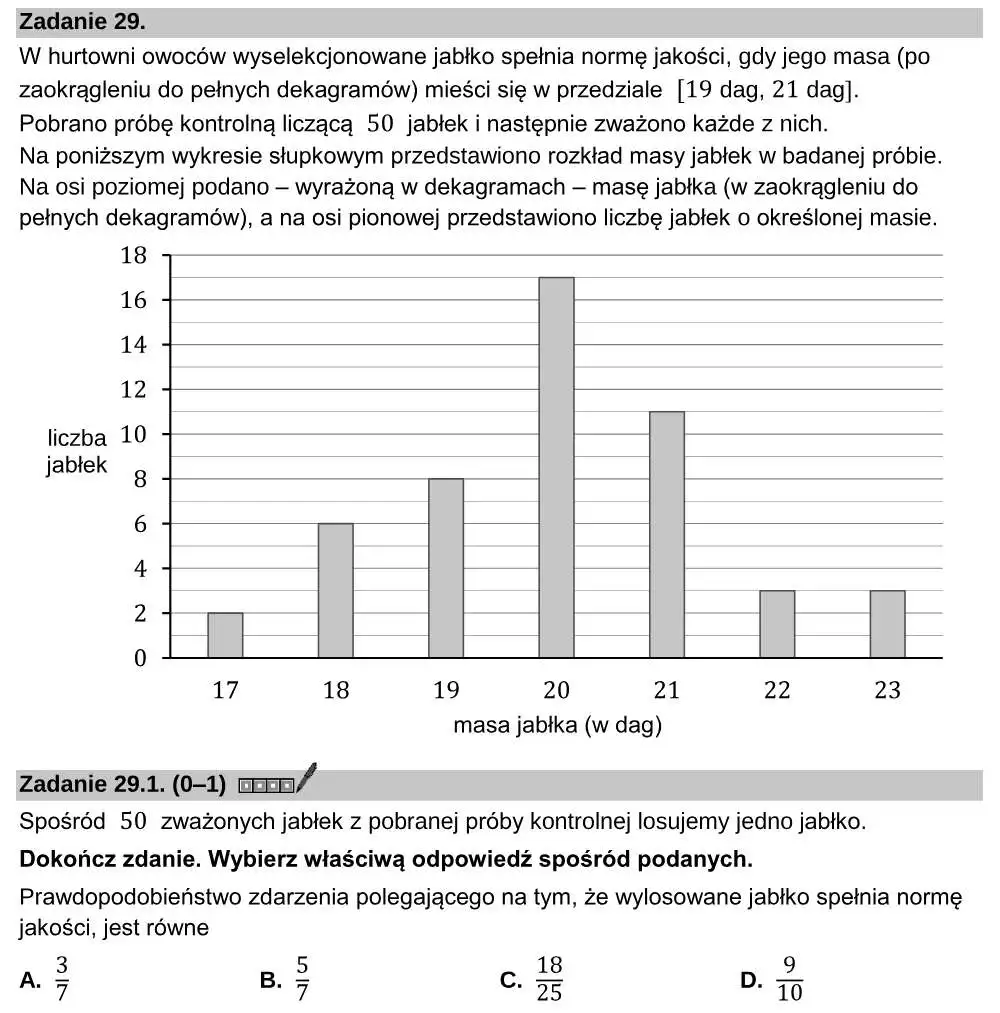 Zadanie 29.
W hurtowni owoców wyselekcjonowane jabłko spełnia normę jakości, gdy jego masa (po
zaokrągleniu do pełnych dekagramów) mieści się w przedziale [19 dag, 21 dag].
Pobrano próbę kontrolną liczącą 50 jabłek i następnie zważono każde z nich.
Na poniższym wykresie słupkowym przedstawiono rozkład masy jabłek w badanej próbie.
Na osi poziomej podano – wyrażoną w dekagramach – masę jabłka (w zaokrągleniu do
pełnych dekagramów), a na osi pionowej przedstawiono liczbę jabłek o określonej masie.
18
16
14
12
liczba 10
jabłek
8
6
4
2
0
17 18 19 20 21 22 23
masa jabłka (w dag)
Zadanie 29.1. (0–1)
Spośród 50 zważonych jabłek z pobranej próby kontrolnej losujemy jedno jabłko.
Dokończ zdanie. Wybierz właściwą odpowiedź spośród podanych.
Prawdopodobieństwo zdarzenia polegającego na tym, że wylosowane jabłko spełnia normę
jakości, jest równe
A. 3/7 B. 5/7 C. 18/25 D. 9/10